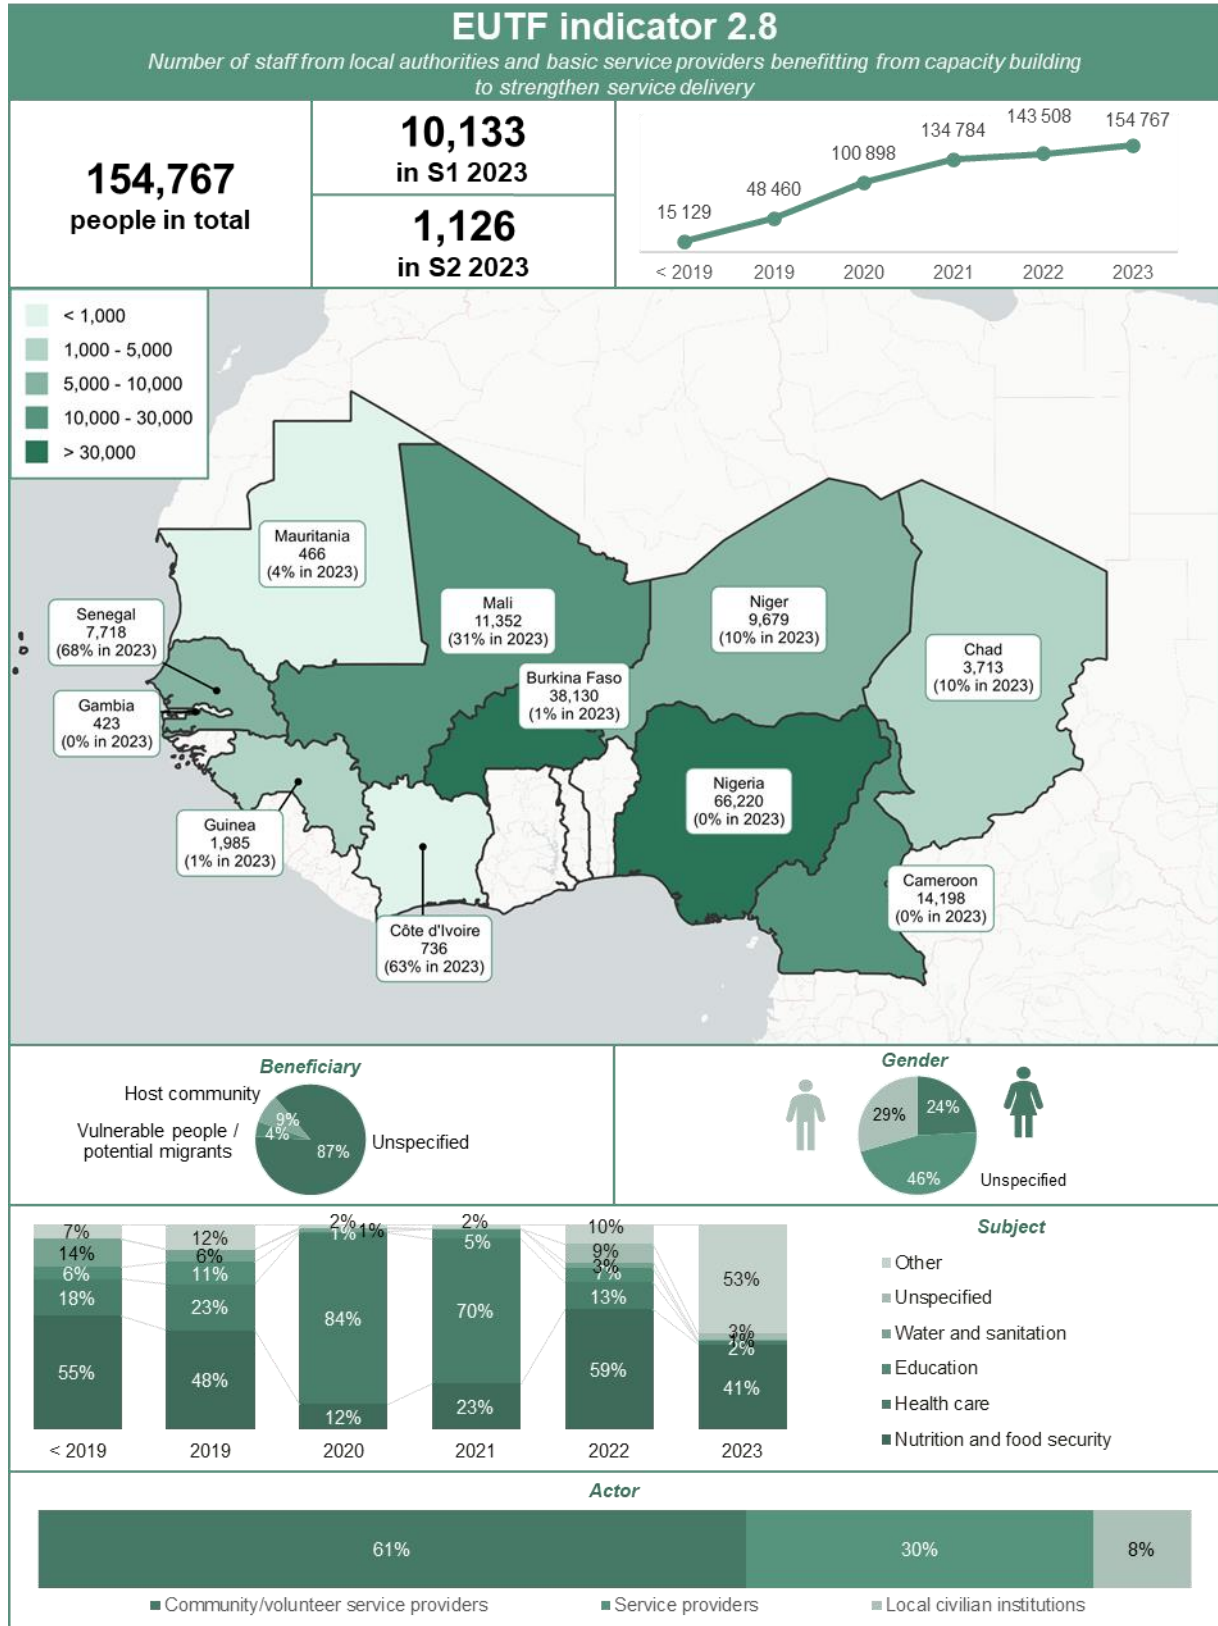 EUTF indicator 2.8
Number of staff from local authorities and basic service providers benefitting from capacity building
to strengthen service delivery
154,767
people in total
10,133
in S1 2023
1,126
in S2 2023
15 129
48 460
100 898
134 784
143 508
154 767
< 2019
2019
2020
2021
2022
2023
< 1,000
1,000 - 5,000
5,000 - 10,000
10,000 - 30,000
> 30,000
Mauritania
466
(4% in 2023)
Senegal
7,718
(68% in 2023)
Mali
11,352
(31% in 2023)
Niger
9,679
(10% in 2023)
Chad
3,713
(10% in 2023)
Burkina Faso
38,130
(1% in 2023)
Gambia
423
(0% in 2023)
Nigeria
66,220
(0% in 2023)
Guinea
1,985
(1% in 2023)
Cameroon
14,198
(0% in 2023)
Côte d'Ivoire
736
(63% in 2023)
Beneficiary
Host community
Vulnerable people /
potential migrants
9%
4%
87%
Unspecified
Gender
29%
24%
46%
Unspecified
7%
14%
6%
18%
55%
< 2019
12%
6%
11%
23%
48%
2019
2%
1%
1%
84%
12%
2020
2%
5%
70%
23%
2021
10%
9%
3%
7%
13%
59%
2022
53%
3%
2%
41%
2023
Subject
Other
Unspecified
Water and sanitation
Education
Health care
Nutrition and food security
Actor
61%
30%
8%
Community/volunteer service providers
Service providers
Local civilian institutions